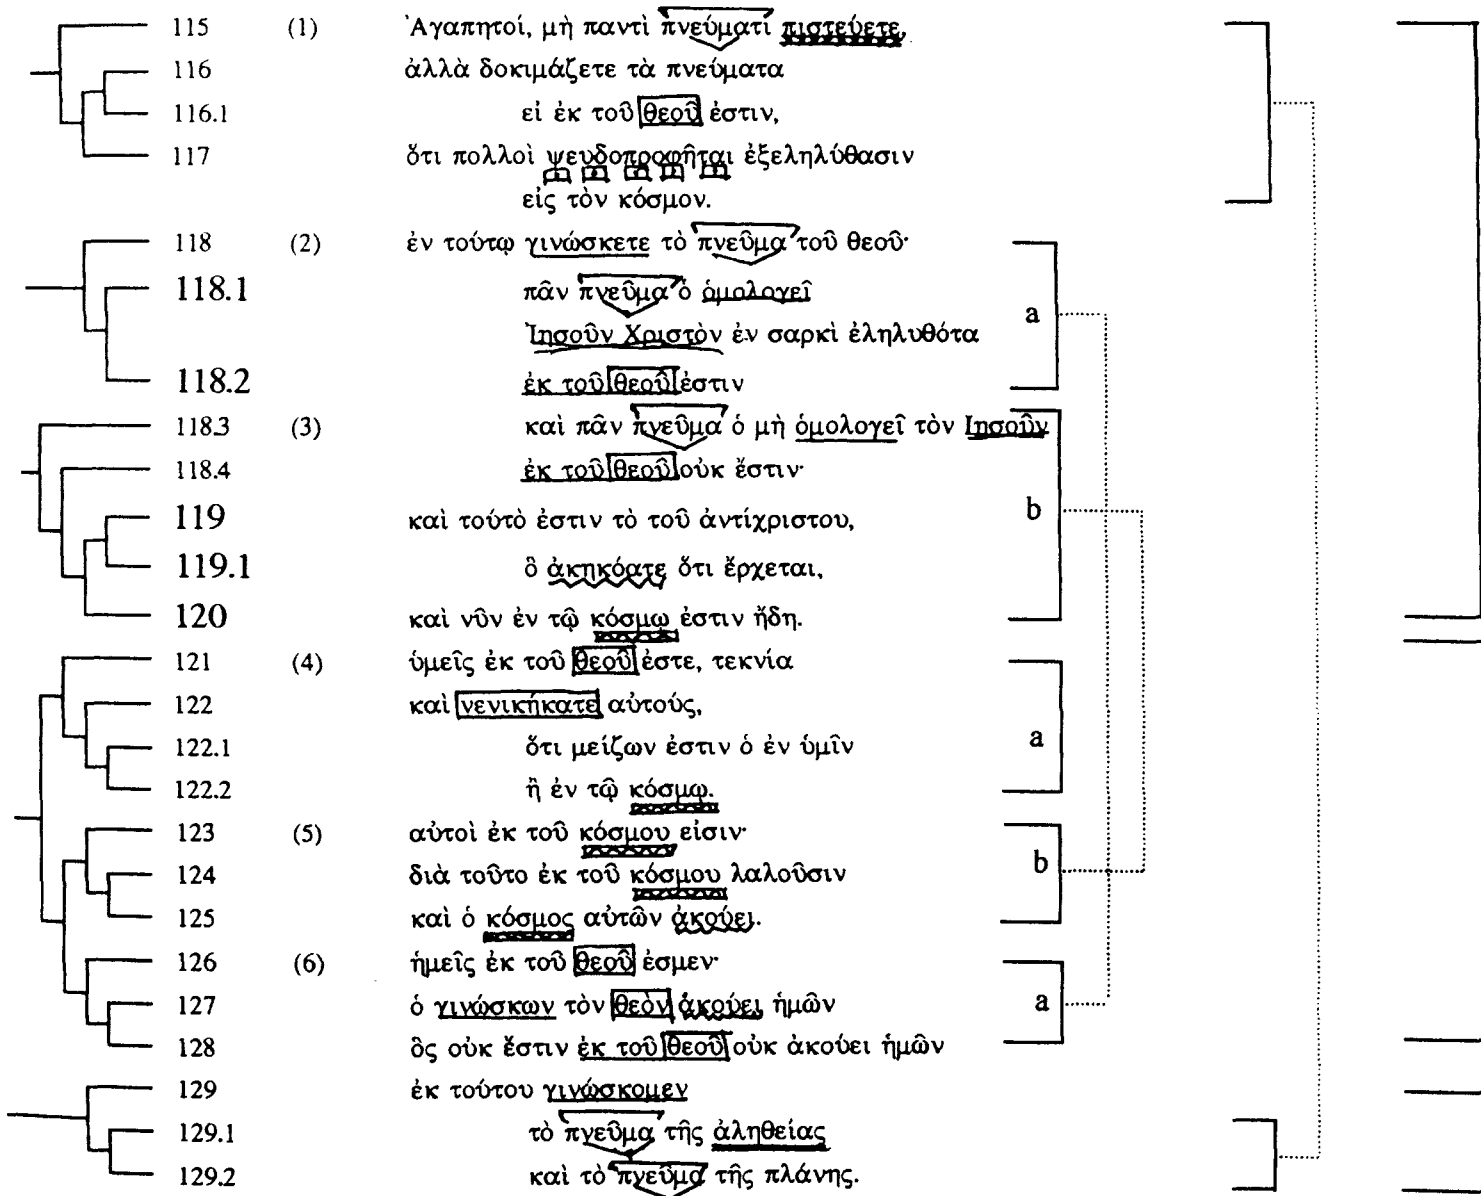 115 (1) Ἀγαπητοί, μὴ παντὶ πνεύματι πιστεύετε,
116 ἀλλὰ δοκιμάζετε τὰ πνεύματα
116.1 εἰ ἐκ τοῦ θεοῦ ἐστιν,
117 ὅτι πολλοὶ ψευδοπροφῆται ἐξεληλύθασιν
εἰς τὸν κόσμον.
118 (2) ἐν τούτῳ γινώσκετε τὸ πνεῦμα τοῦ θεοῦ·
118.1 πᾶν πνεῦμα ὁ ὁμολογεῖ
Ἰησοῦν Χριστὸν ἐν σαρκὶ ἐληλυθότα
118.2 ἐκ τοῦ θεοῦ ἐστιν
a
118.3 (3) καὶ πᾶν πνεῦμα ὁ μὴ ὁμολογεῖ τὸν Ιησοῦν
118.4 ἐκ τοῦ θεοῦ οὐκ ἔστιν·
119 καὶ τούτό ἐστιν τὸ τοῦ ἀντίχριστου,
119.1 ὃ ἀκηκόατε ὅτι ἔρχεται,
120 καὶ νῦν ἐν τῷ κόσμῳ ἐστιν ἤδη.
b
121 (4) ὑμεῖς ἐκ τοῦ θεοῦ ἐστε, τεκνία
122 καὶ νενικήκατε αὐτούς,
122.1 ὅτι μείζων ἐστιν ὁ ἐν ὑμῖν
122.2 ἢ ἐν τῷ κόσμῳ.
a
123 (5) αὐτοὶ ἐκ τοῦ κόσμου εἰσιν·
124 διὰ τοῦτο ἐκ τοῦ κόσμου λαλοῦσιν
125 καὶ ὁ κόσμος αὐτῶν ἀκούει.
b
126 (6) ἡμεῖς ἐκ τοῦ θεοῦ ἐσμεν·
127 ὁ γινώσκων τὸν θεὸν ἀκούει ἡμῶν
128 ὃς οὐκ ἔστιν ἐκ τοῦ θεοῦ οὐκ ἀκούει ἡμῶν
a
129 ἐκ τούτου γινώσκομεν
129.1 τὸ πνεῦμα τῆς ἀληθείας
129.2 καὶ τὸ πνεῦμα τῆς πλάνης.